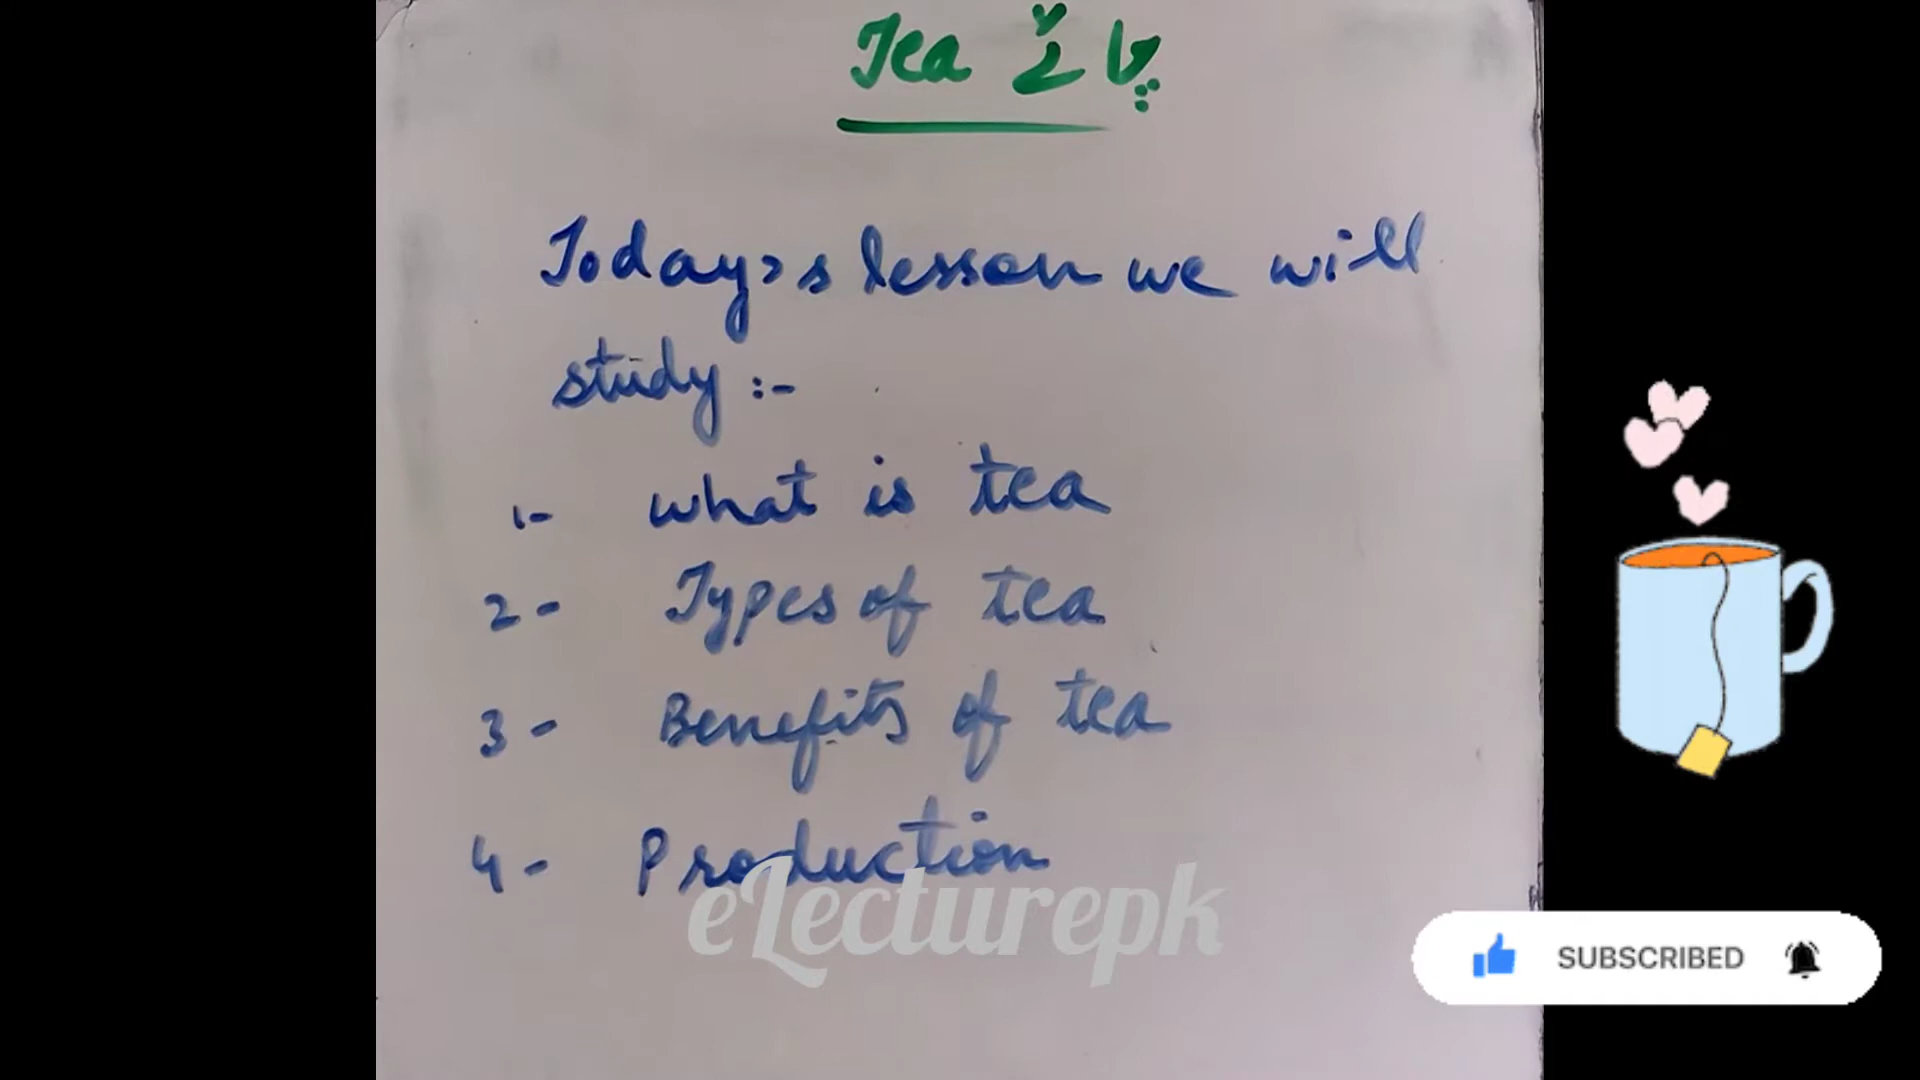 Tea چائے
Today's lesson we will
study :-
1- what is tea
2- Types of tea
3- Benefits of tea
4- Production
eLecturepk
SUBSCRIBED